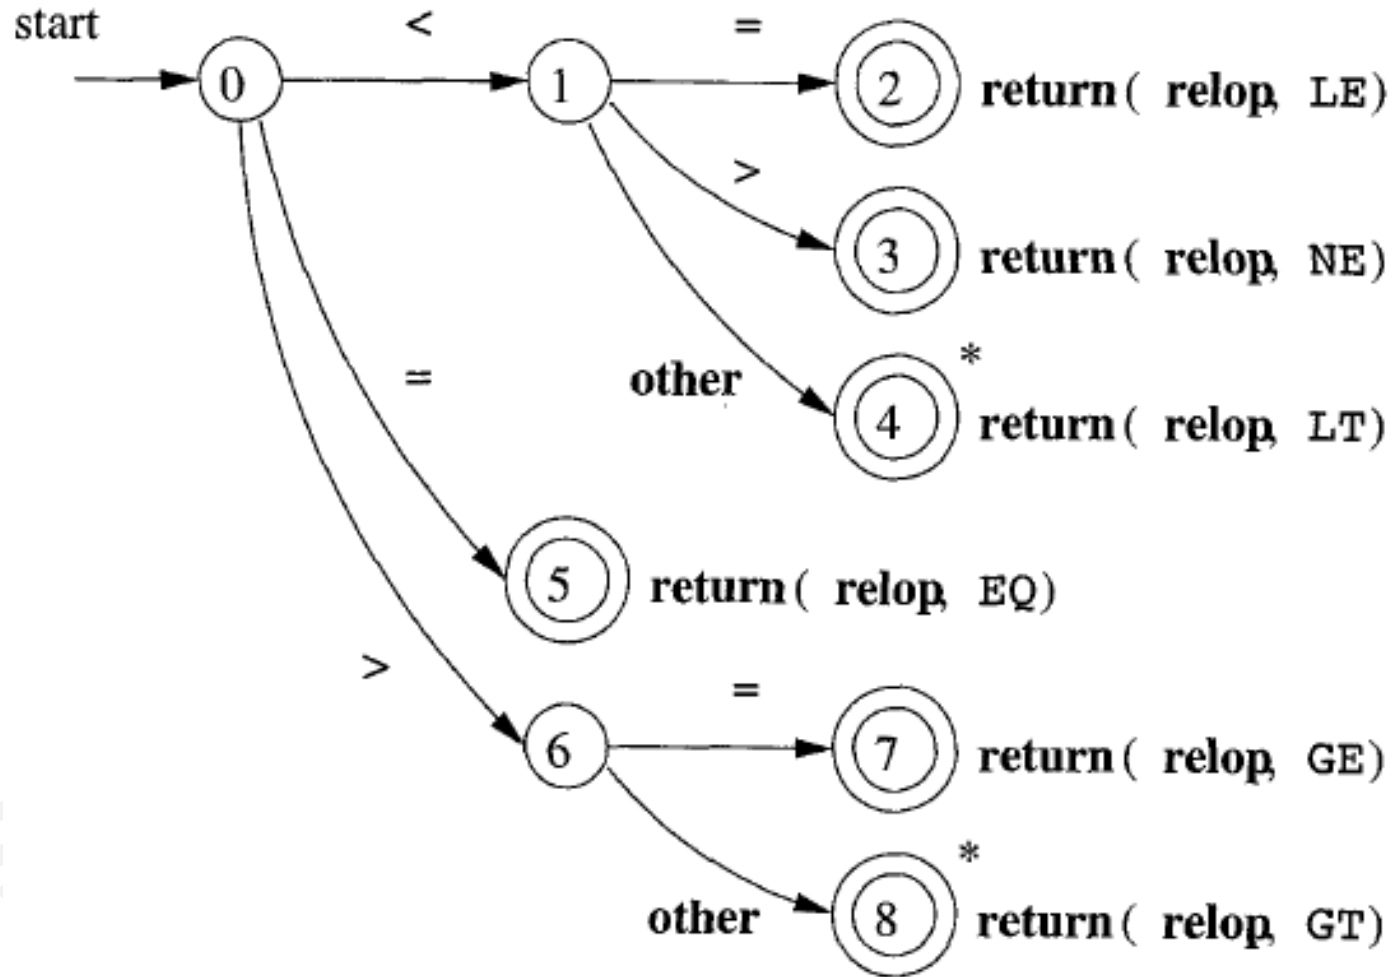 start
< =
0 1 2 return( relop, LE)
>
3 return( relop, NE)
*
= other 4 return( relop, LT)
5 return( relop, EQ)
> =
6 7 return( relop, GE)
*
other 8 return( relop, GT)